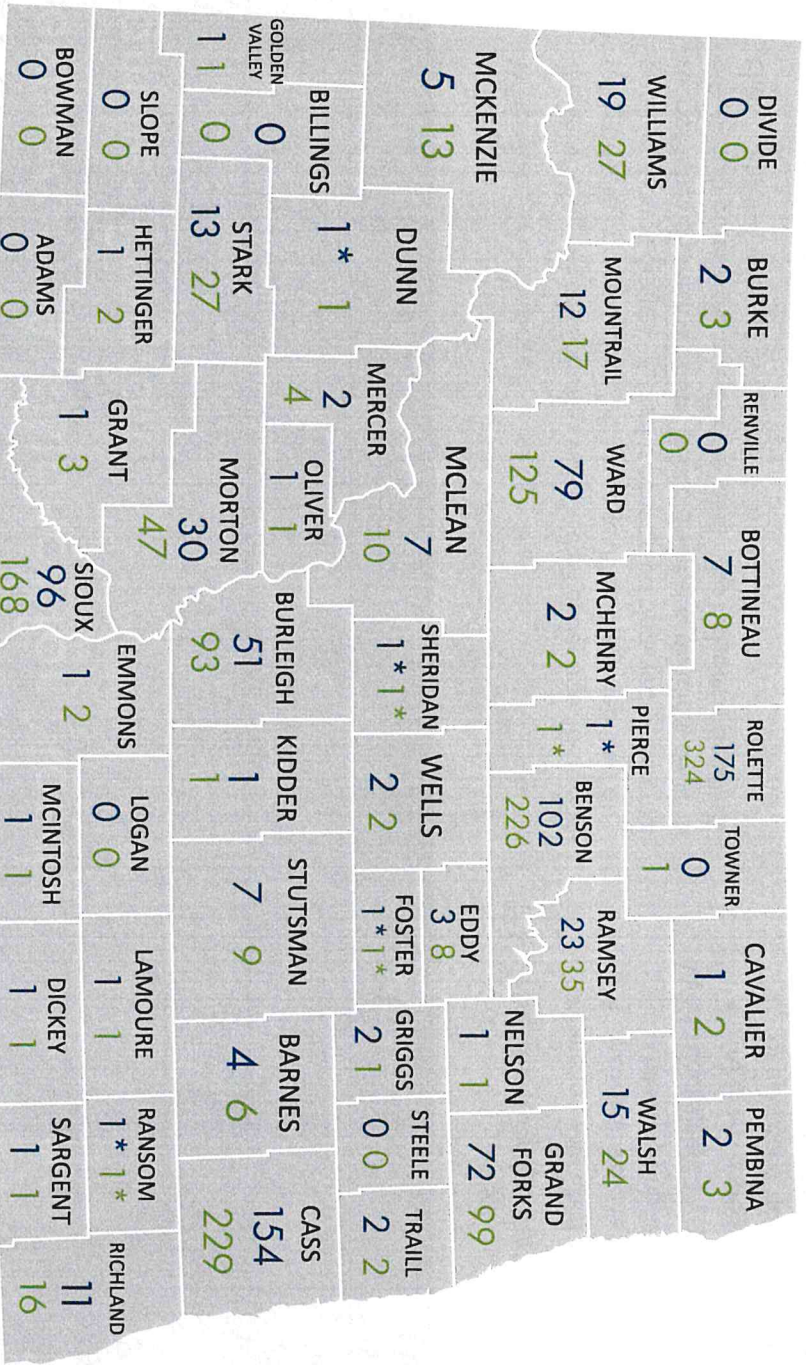 DIVIDE
0 0
BURKE
2 3
RENVILLE
0
0
BOTTINEAU
7 8
ROLETTE
175
324
TOWNER
0
1
CAVALIER
1 2
PEMBINA
2 3
WILLIAMS
19 27
MOUNTRAIL
12 17
WARD
79
125
MCHENRY
2 2
PIERCE
1*
1*
BENSON
102
226
RAMSEY
23 35
WALSH
15 24
MCKENZIE
5 13
NELSON
1 1
GRAND
FORKS
72 99
DUNN
1* 1
MERCER
2
4
OLIVER
1 1
MCLEAN
7
10
SHERIDAN
1* 1*
WELLS
2 2
EDDY
3 8
FOSTER
1* 1*
GRIGGS
2 1
STEELE
0 0
TRAILL
2 2
GOLDEN
VALLEY
1 1
BILLINGS
0
0
STARK
13 27
MORTON
30
47
BURLEIGH
51
93
KIDDER
1
1
STUTSMAN
7 9
BARNES
4 6
CASS
154
229
SLOPE
0 0
HETTINGER
1 2
GRANT
1 3
SIOUX
96
168
EMMONS
1 2
LOGAN
0 0
LAMOURE
1 1
RANSOM
1* 1*
RICHLAND
11
16
BOWMAN
0 0
ADAMS
0 0
MCINTOSH
1 1
DICKEY
1 1
SARGENT
1 1